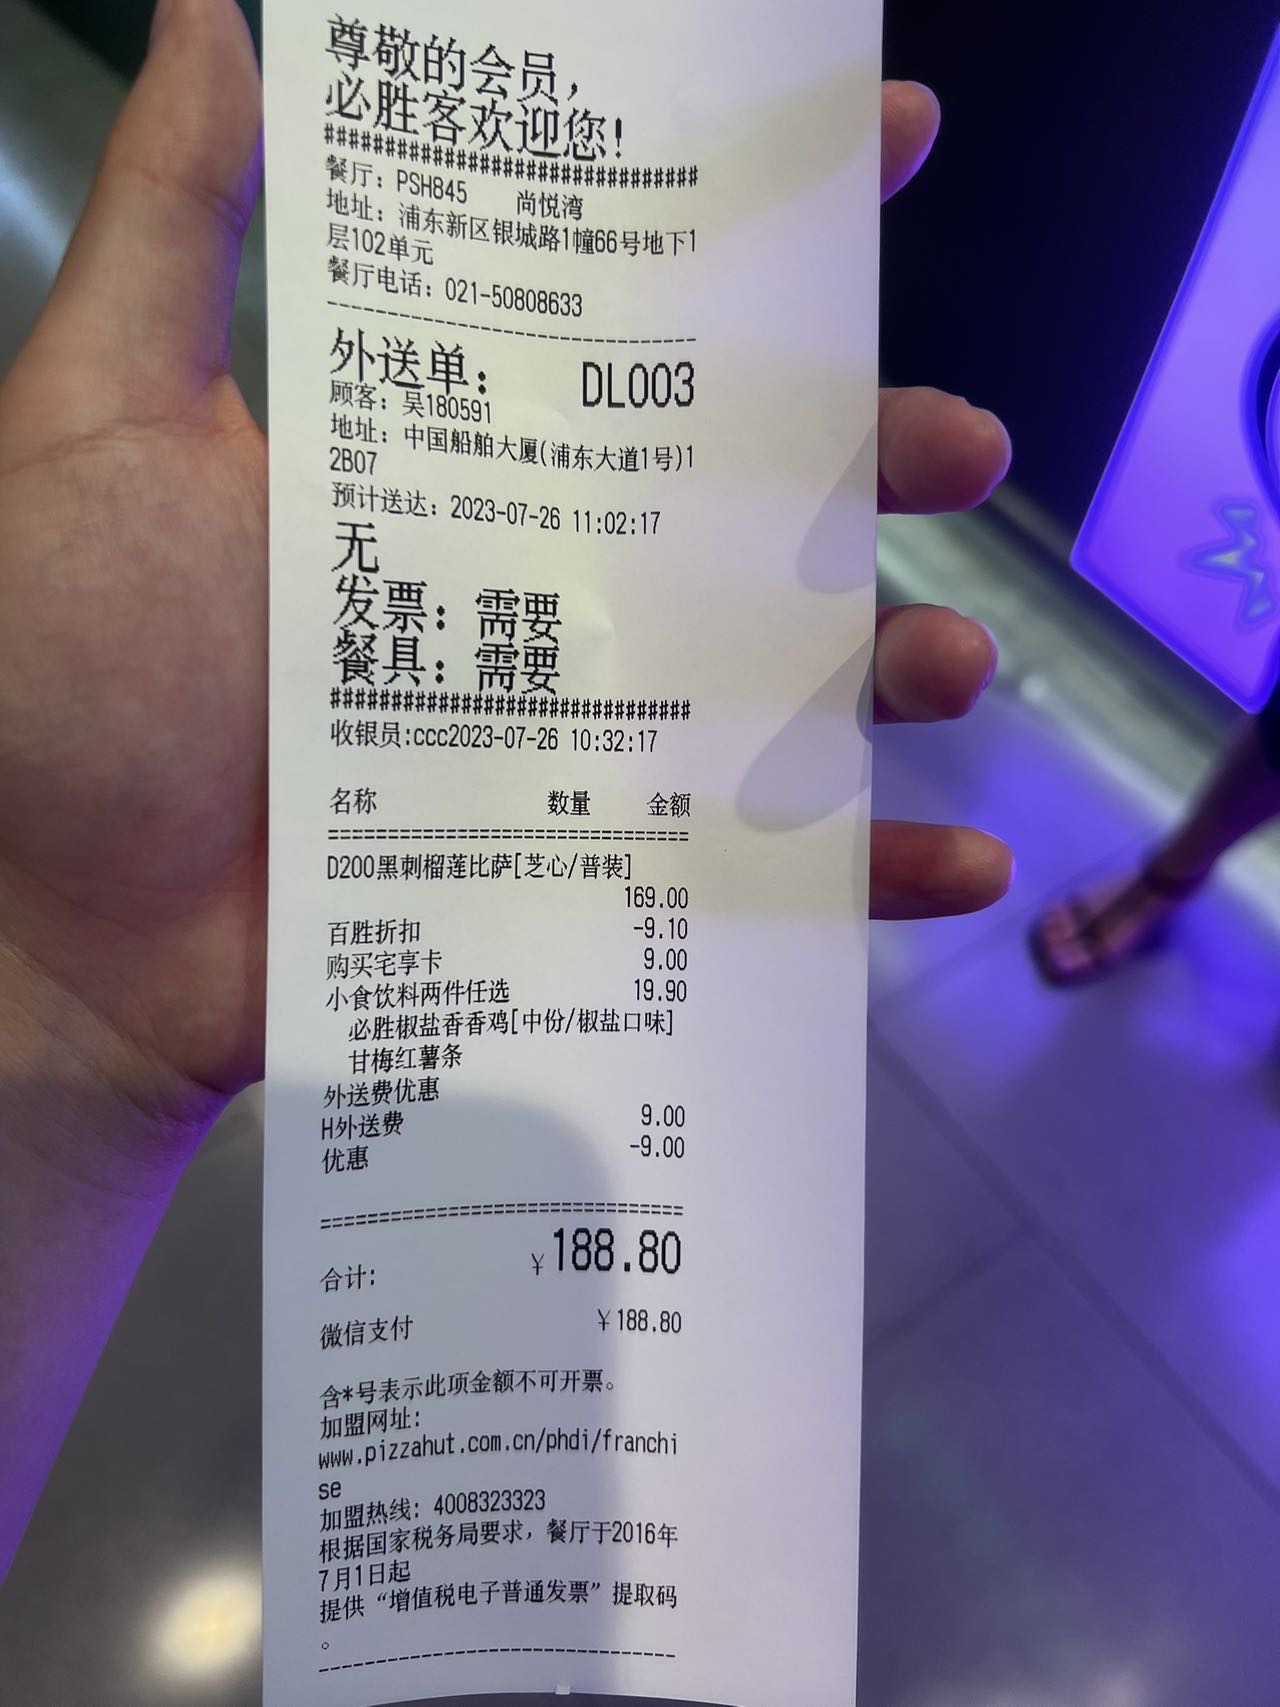 尊敬的会员，
必胜客欢迎您!
##############################
餐厅: PSH845 尚悦湾
地址: 浦东新区银城路1幢66号地下1
层102单元
餐厅电话: 021-50808633
------------------------------
外送单: DL003
顾客: 吴180591
地址: 中国船舶大厦(浦东大道1号)1
2B07
预计送达: 2023-07-26 11:02:17
无
发票: 需要
餐具: 需要
##############################
收银员:ccc2023-07-26 10:32:17
名称 数量 金额
==============================
D200黑刺榴莲比萨[芝心/普装]
169.00
百胜折扣 -9.10
购买宅享卡 9.00
小食饮料两件任选 19.90
必胜椒盐香香鸡[中份/椒盐口味]
甘梅红薯条
外送费优惠
H外送费 9.00
优惠 -9.00
==============================
合计: ¥188.80
微信支付 ¥188.80
含*号表示此项金额不可开票。
加盟网址:
www.pizzahut.com.cn/phdi/franchi
se
加盟热线: 4008323323
根据国家税务局要求，餐厅于2016年
7月1日起
提供“增值税电子普通发票”提取码
。
------------------------------